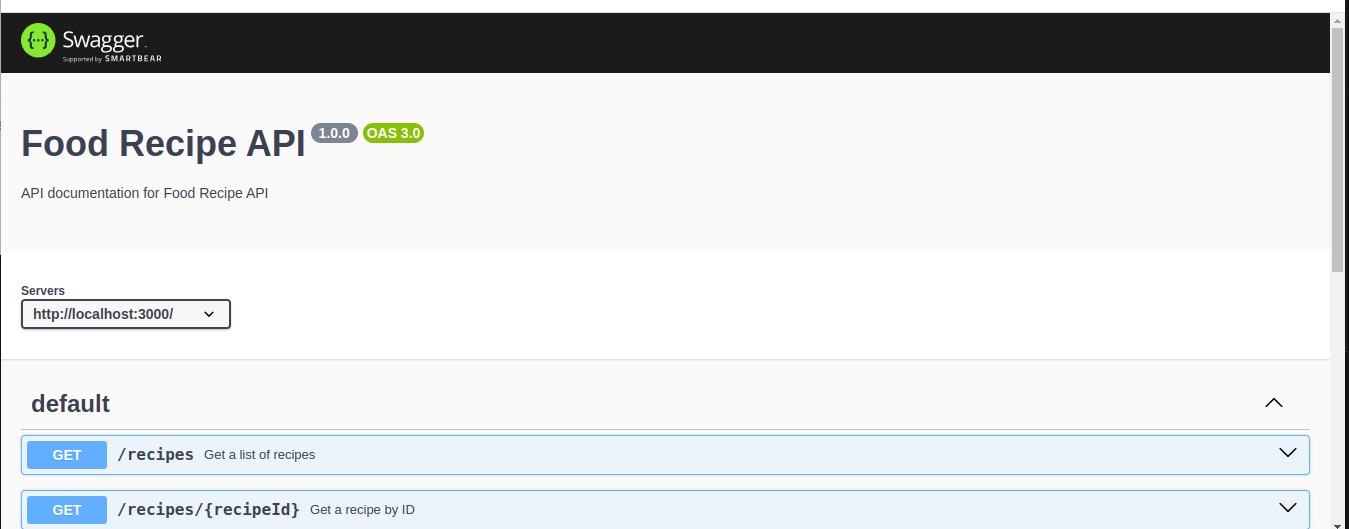 {···} Swagger
Supported by SMARTBEAR
Food Recipe API 1.0.0 OAS 3.0
API documentation for Food Recipe API
Servers
http://localhost:3000/
default
GET /recipes Get a list of recipes
GET /recipes/{recipeId} Get a recipe by ID